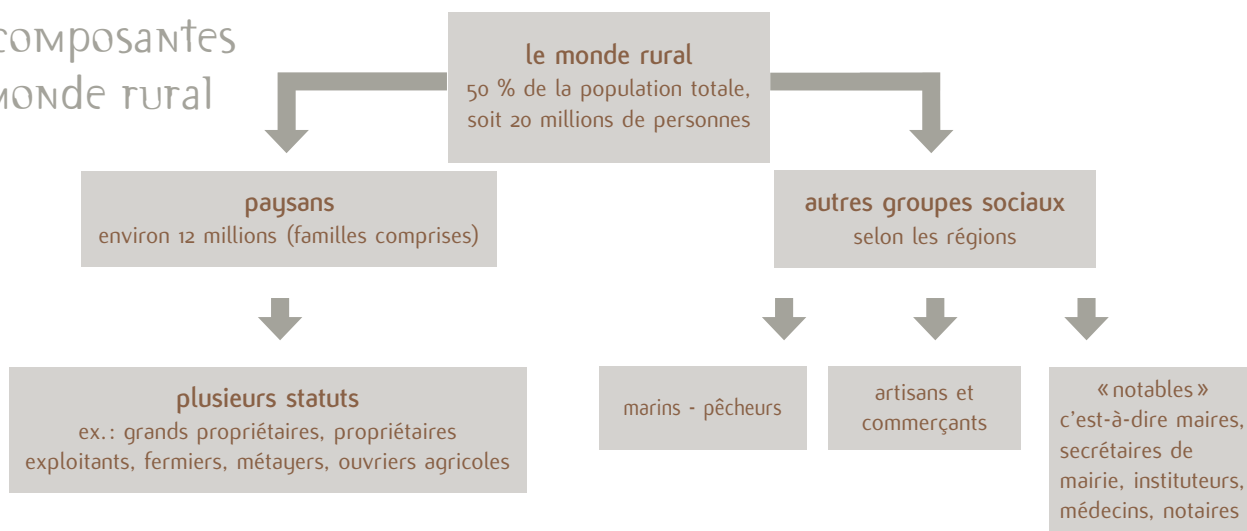 composantes
monde rural
le monde rural
50 % de la population totale,
soit 20 millions de personnes
paysans
environ 12 millions (familles comprises)
autres groupes sociaux
selon les régions
plusieurs statuts
ex. : grands propriétaires, propriétaires
exploitants, fermiers, métayers, ouvriers agricoles
marins - pêcheurs
artisans et
commerçants
« notables »
c'est-à-dire maires,
secrétaires de
mairie, instituteurs,
médecins, notaires